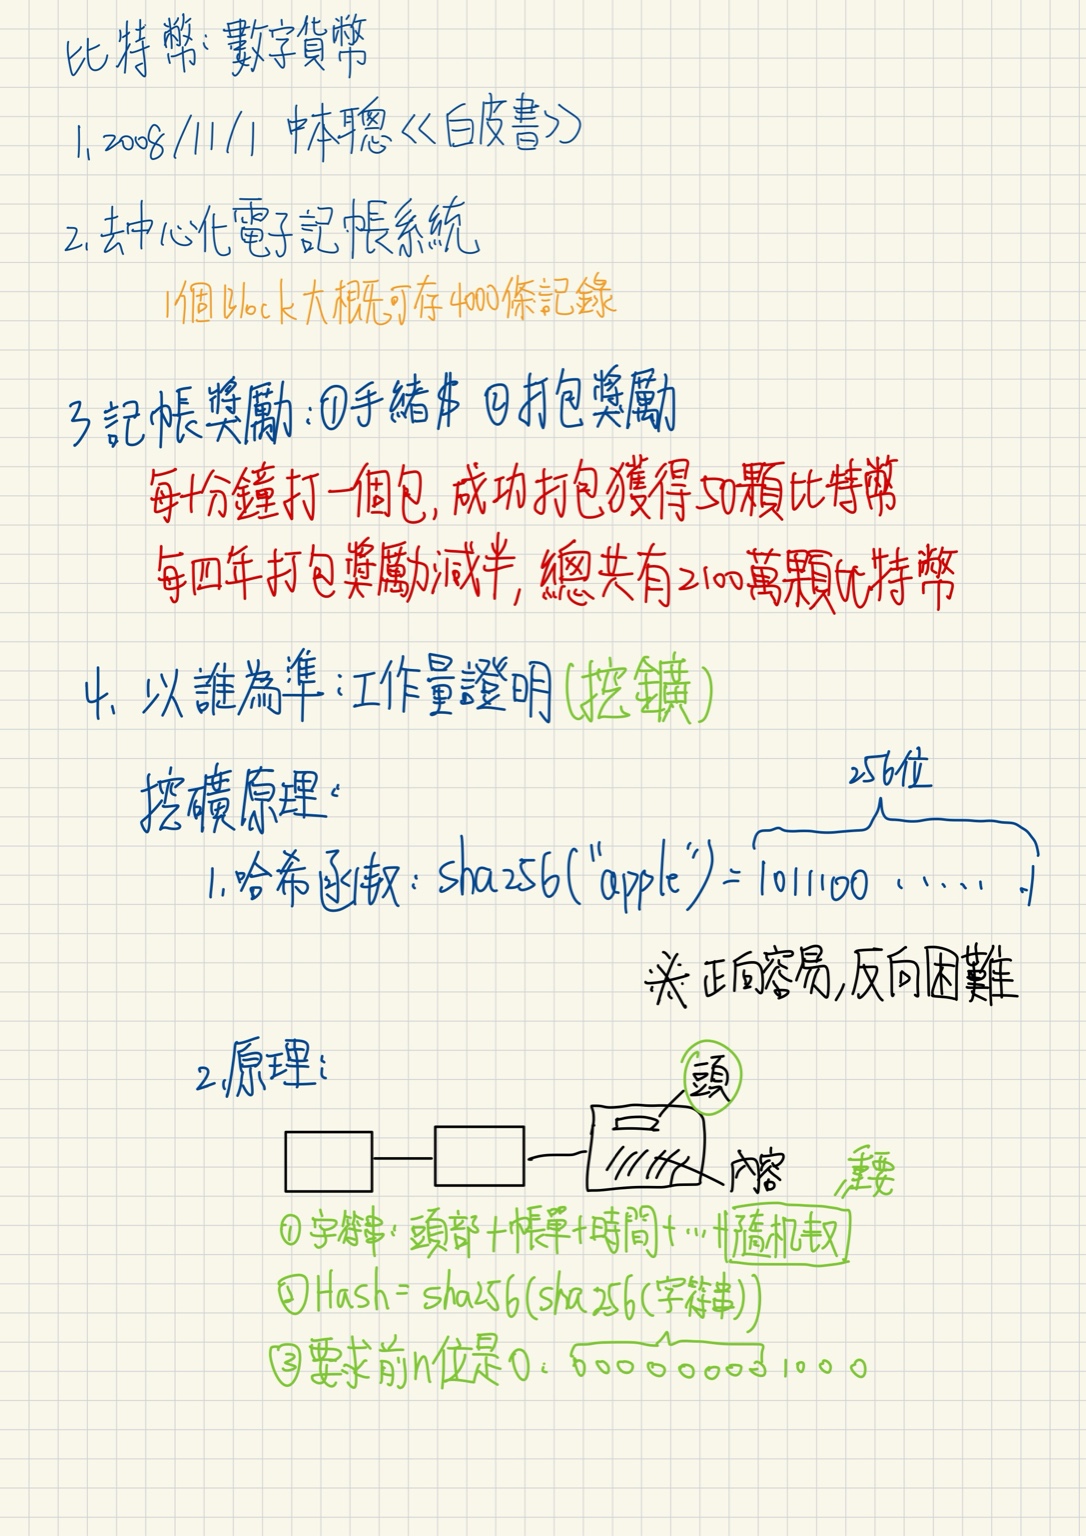 比特幣：數字貨幣
1. 2008/11/1 中本聰<<白皮書>>
2. 去中心化電子記帳系統
1個Block大概可存4000條記錄
3 記帳獎勵：①手續$ ②打包獎勵
每十分鐘打一個包, 成功打包獲得50顆比特幣
每四年打包獎勵減半, 總共有2100萬顆比特幣
4. 以誰為準：工作量證明(挖鑛)
挖礦原理：
256位
1. 哈希函数：sha256("apple") = 1011100 ...... 1
※ 正向容易, 反向困難
2. 原理：
頭
內容
重要
① 字符串：頭部+帳單+時間+...+隨机数
② Hash = sha256(sha256(字符串))
③ 要求前n位是0：0000000001000